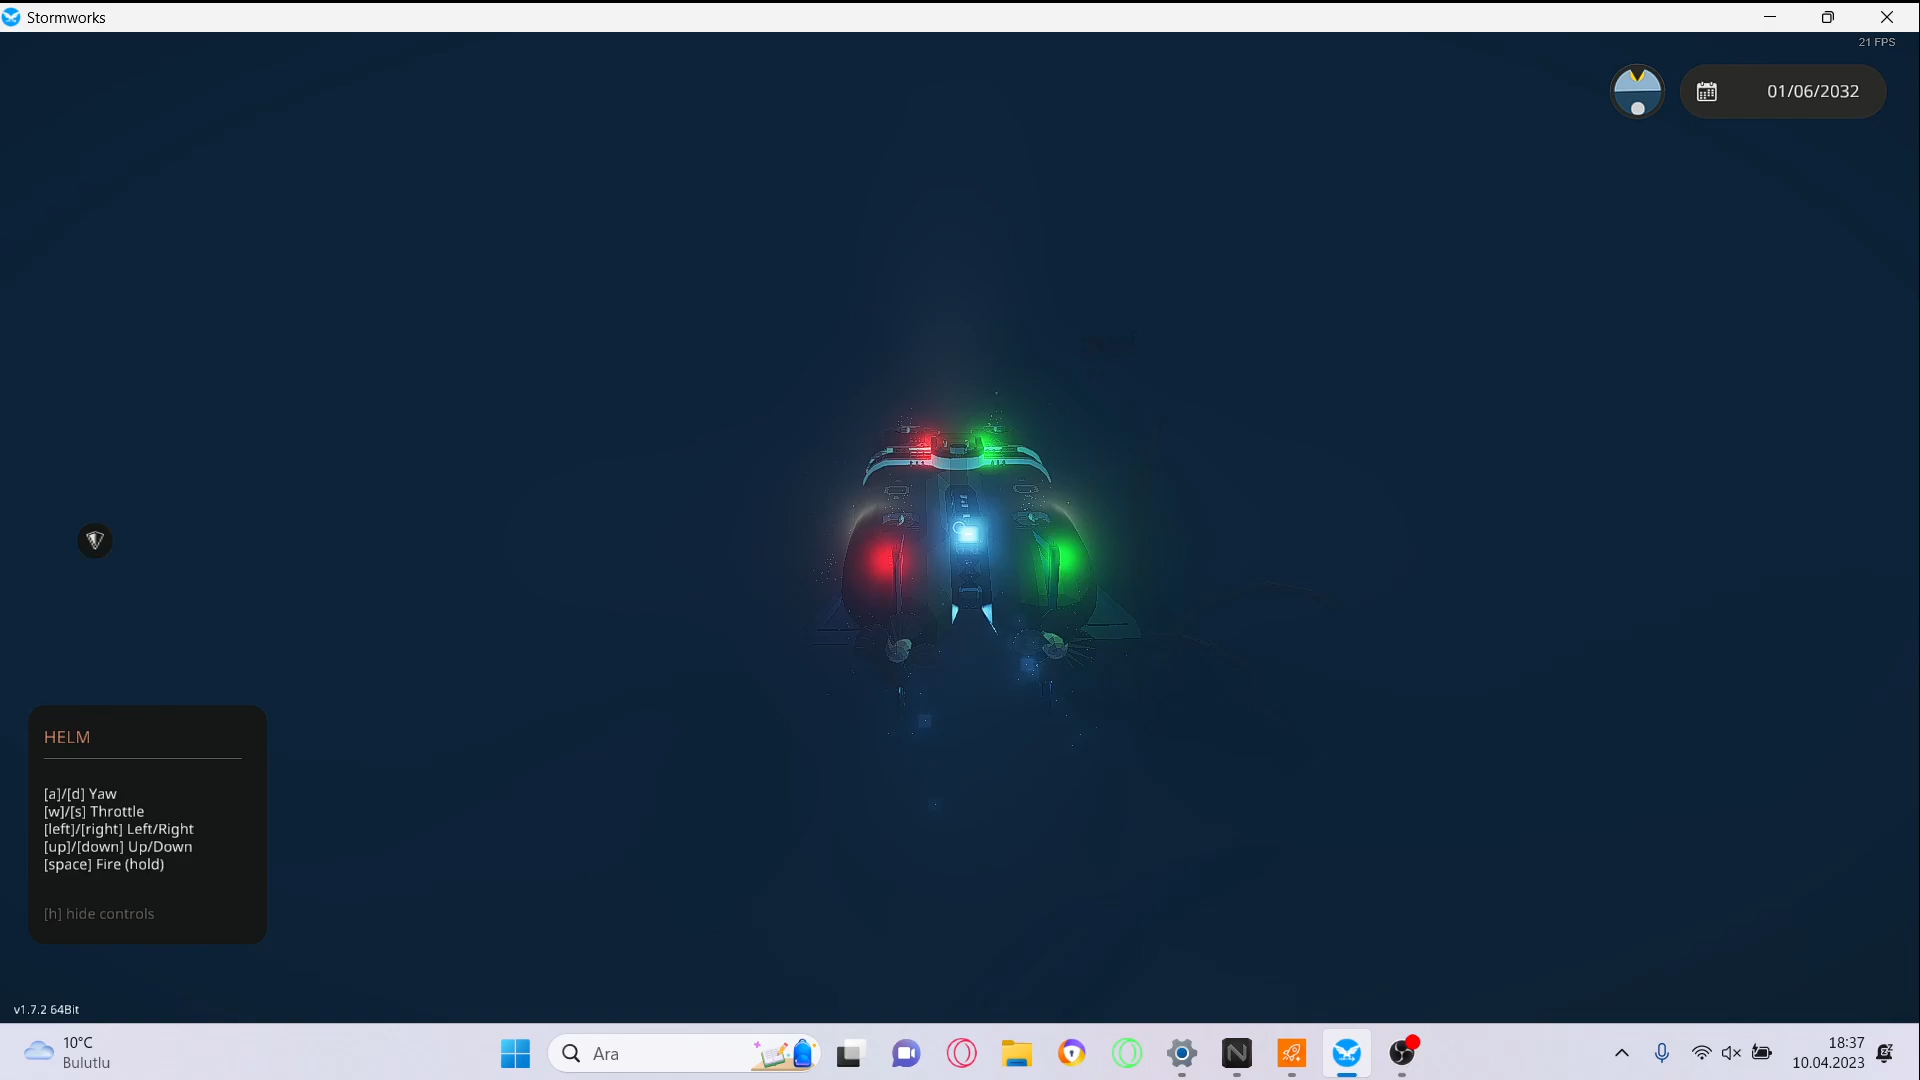 Stormworks
21 FPS
01/06/2032
HELM
[a]/[d] Yaw
[w]/[s] Throttle
[left]/[right] Left/Right
[up]/[down] Up/Down
[space] Fire (hold)
[h] hide controls
v1.7.2 64Bit
10°C
Bulutlu
Ara
18:37
10.04.2023